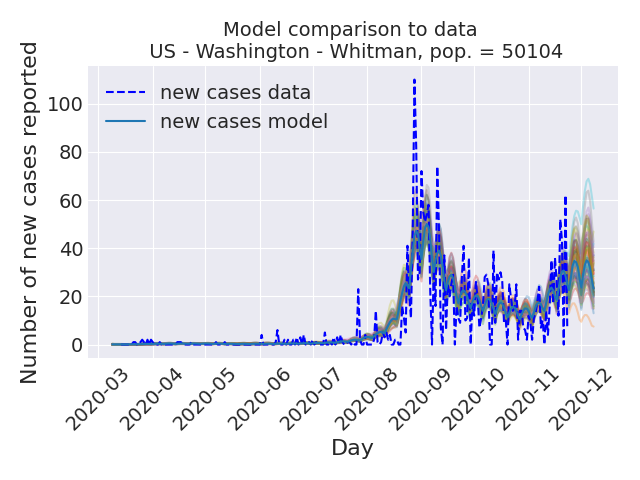 Model comparison to data
US - Washington - Whitman, pop. = 50104
Number of new cases reported
new cases data
new cases model
100
80
60
40
20
0
2020-03
2020-04
2020-05
2020-06
2020-07
2020-08
2020-09
2020-10
2020-11
2020-12
Day